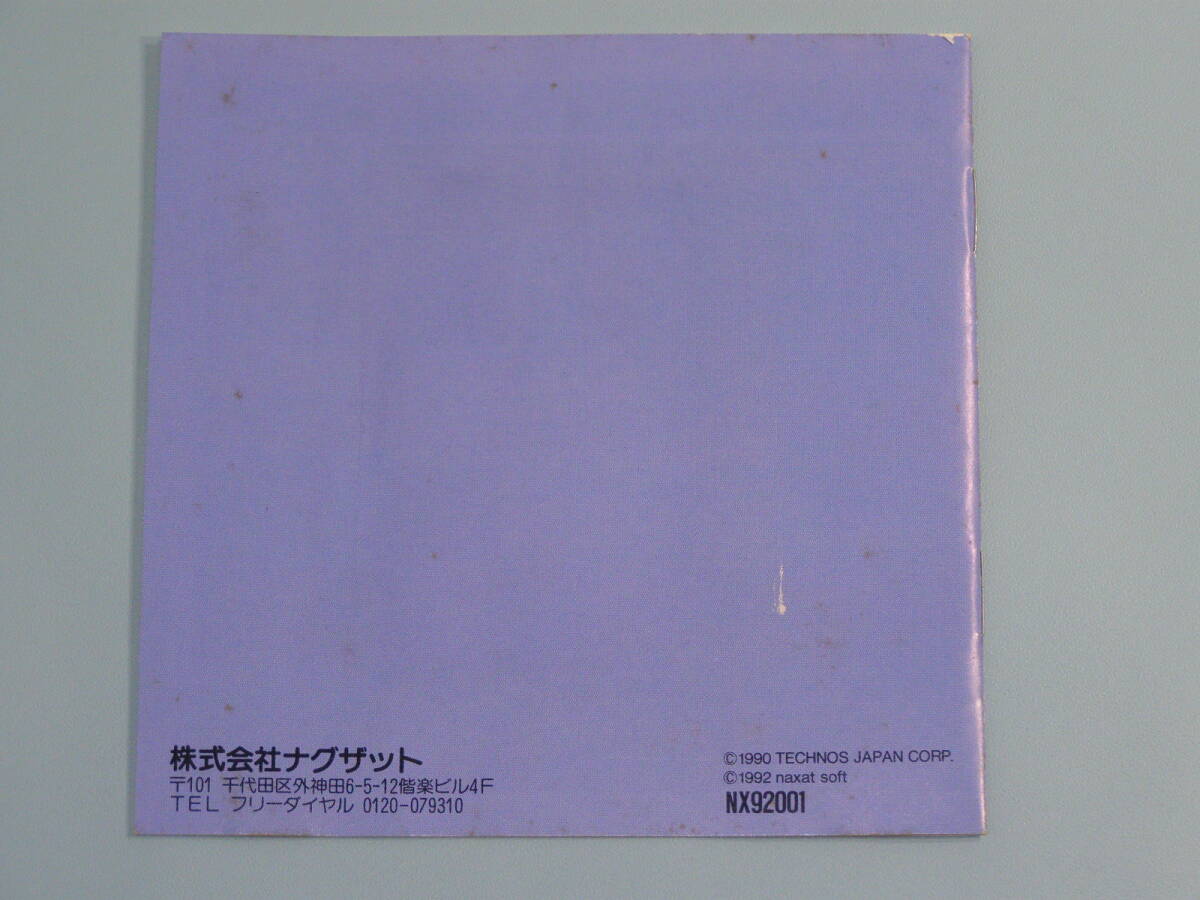 株式会社ナグザット
〒101 千代田区外神田6-5-12偕楽ビル4F
TEL フリーダイヤル 0120-079310
©1990 TECHNOS JAPAN CORP.
©1992 naxat soft
NX92001